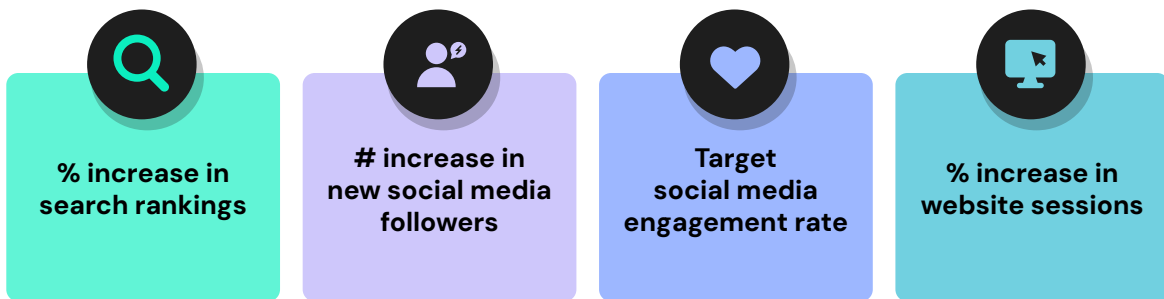 % increase in
search rankings
# increase in
new social media
followers
Target
social media
engagement rate
% increase in
website sessions